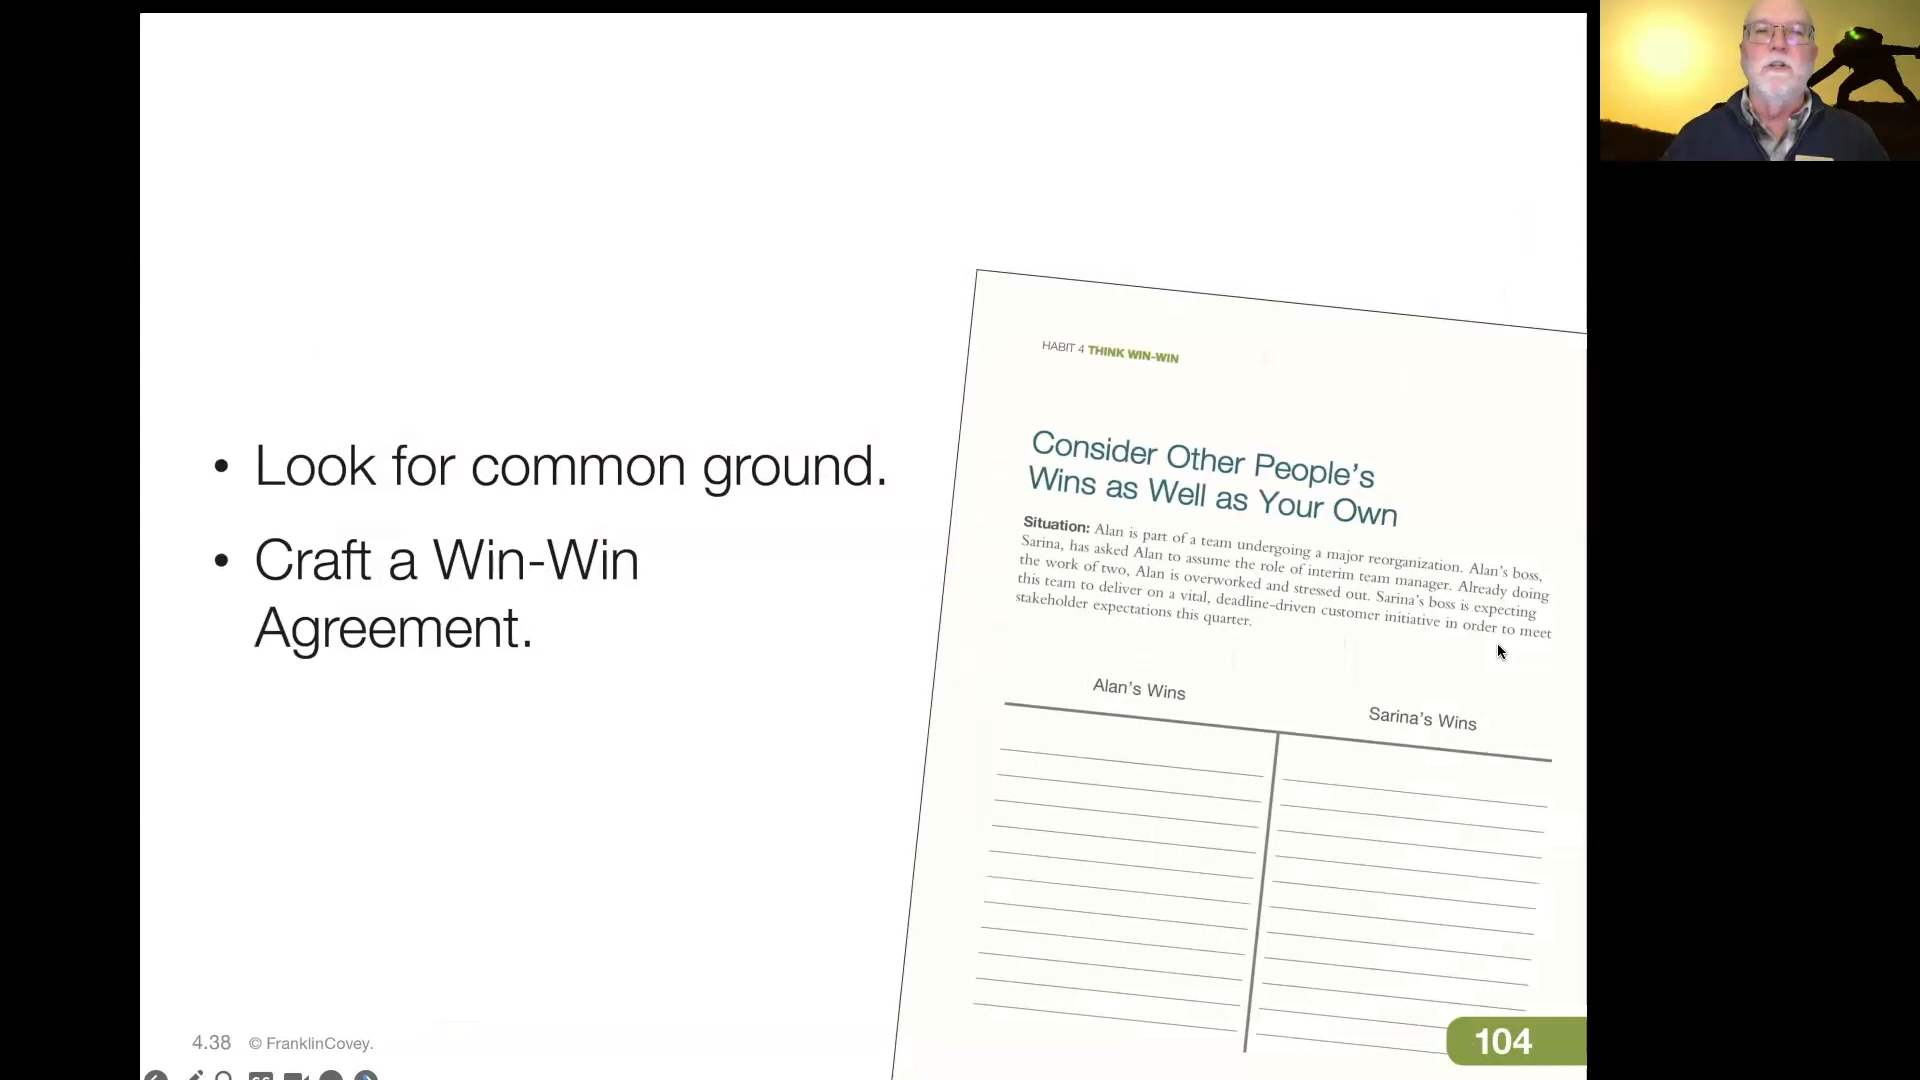 • Look for common ground.
• Craft a Win-Win
Agreement.
HABIT 4 THINK WIN-WIN
Consider Other People's
Wins as Well as Your Own
Situation: Alan is part of a team undergoing a major reorganization. Alan's boss,
Sarina, has asked Alan to assume the role of interim team manager. Already doing
the work of two, Alan is overworked and stressed out. Sarina's boss is expecting
this team to deliver on a vital, deadline-driven customer initiative in order to meet
stakeholder expectations this quarter.
Alan's Wins
Sarina's Wins
4.38 © FranklinCovey.
104